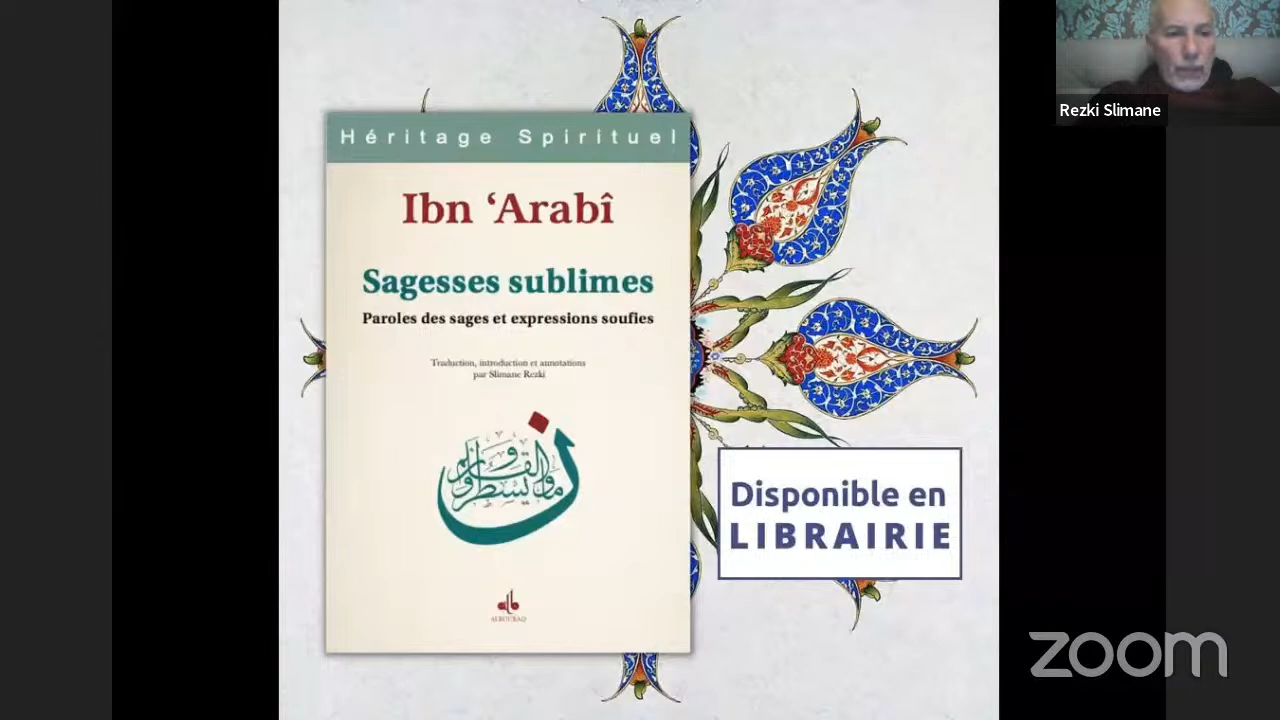 Héritage Spirituel
Ibn ‘Arabî
Sagesses sublimes
Paroles des sages et expressions soufies
Traduction, introduction et annotations
par Slimane Rezki
ن والقلم وما يسطرون
ALBOURAQ
Disponible en
LIBRAIRIE
Rezki Slimane
zoom